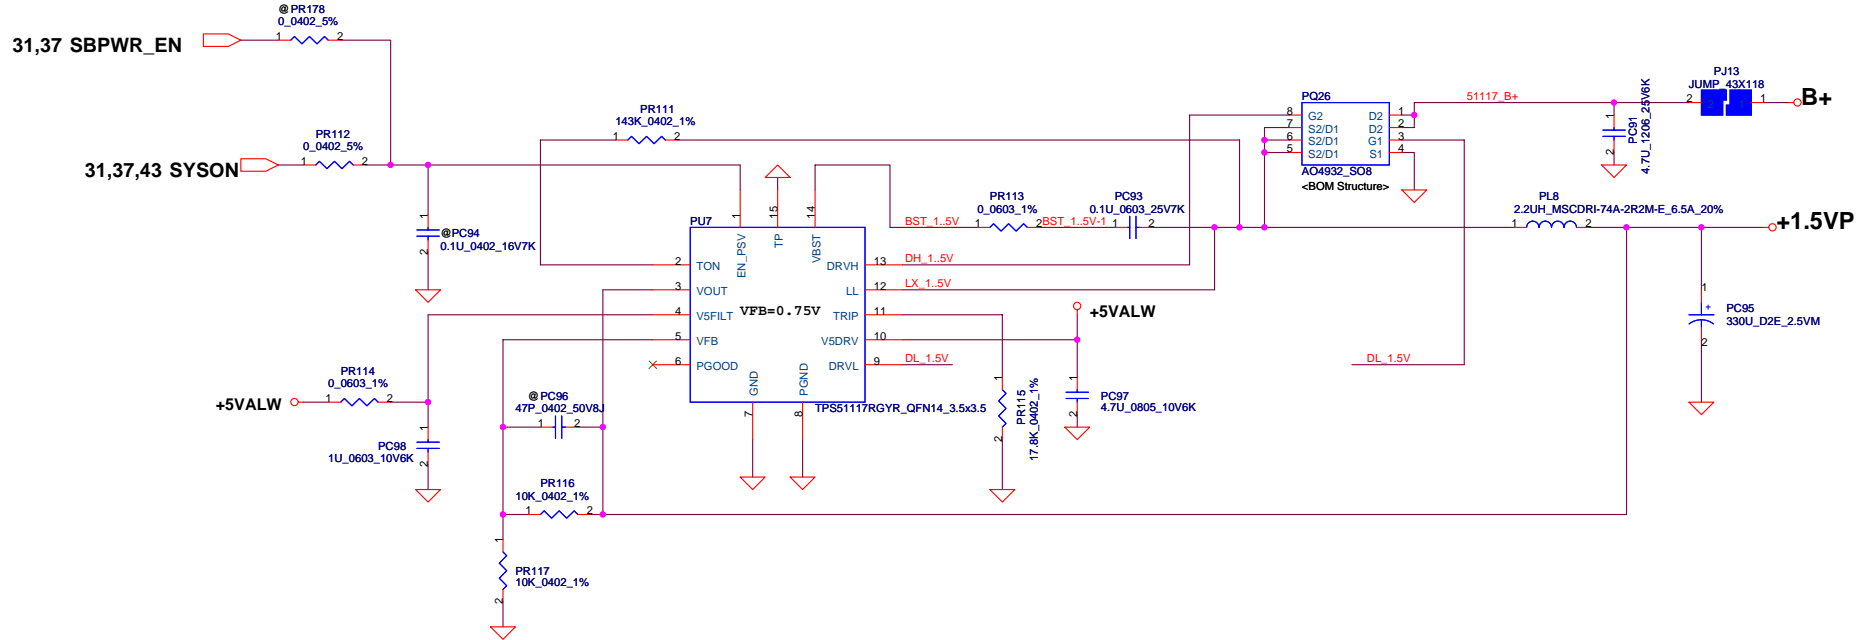 @PR178
0_0402_5%
31,37 SBPWR_EN
1
2
PR112
0_0402_5%
31,37,43 SYSON
1
2
PR111
143K_0402_1%
1
2
1
@PC94
0.1U_0402_16V7K
2
PU7
1
EN_PSV
15
TP
14
VBST
2
TON
3
VOUT
4
V5FILT
5
VFB
6
PGOOD
VFB=0.75V
DRVH
13
DH_1..5V
LL
12
LX_1..5V
TRIP
11
V5DRV
10
DRVL
9
DL_1.5V
GND
7
PGND
8
TPS51117RGYR_QFN14_3.5x3.5
BST_1..5V
PR113
0_0603_1%
1
2
BST_1..5V-1
PC93
0.1U_0603_25V7K
1
2
PQ26
8
G2
7
S2/D1
6
S2/D1
5
S2/D1
D2
1
D2
2
G1
3
S1
4
AO4932_SO8
<BOM Structure>
51117_B+
1
PC91
4.7U_1206_25V6K
2
PJ13
JUMP_43X118
2
2
1
1
B+
PL8
2.2UH_MSCDRI-74A-2R2M-E_6.5A_20%
1
2
+1.5VP
1
+
PC95
330U_D2E_2.5VM
2
DL_1.5V
+5VALW
1
PC97
4.7U_0805_10V6K
2
1
PR115
17.8K_0402_1%
2
PR114
0_0603_1%
+5VALW
1
2
1
PC98
1U_0603_10V6K
2
@PC96
47P_0402_50V8J
1
2
PR116
10K_0402_1%
1
2
1
PR117
10K_0402_1%
2